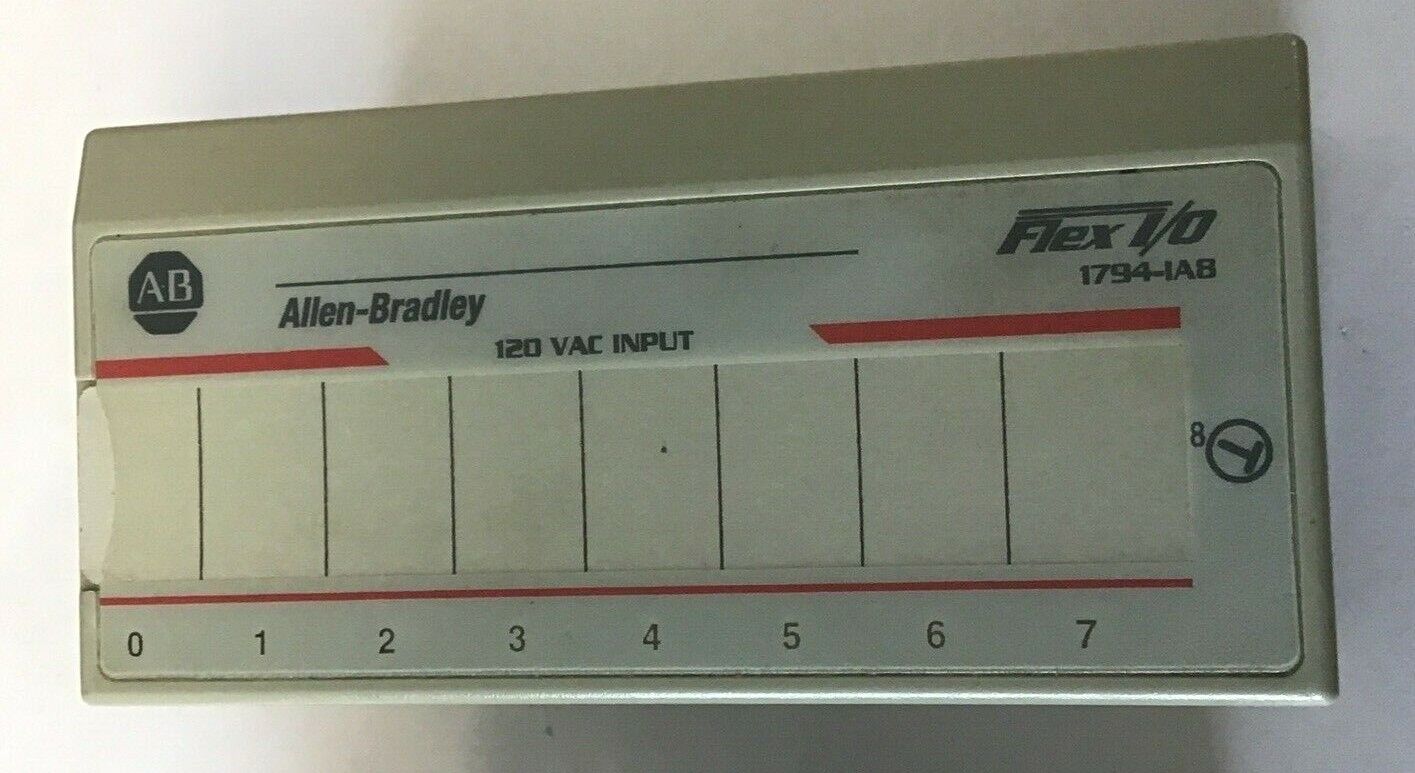 AB
Allen-Bradley
Flex I/O
1794-IA8
120 VAC INPUT
8
0 1 2 3 4 5 6 7